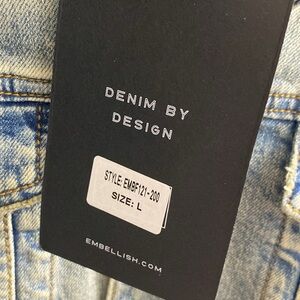 DENIM BY
DESIGN
STYLE: EMBF121-200
SIZE: L
EMBELLISH.COM